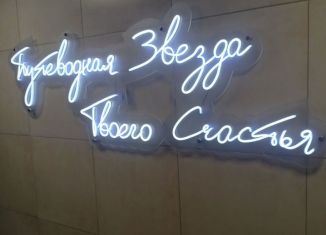 Путеводная Звезда
Твоего Счастья